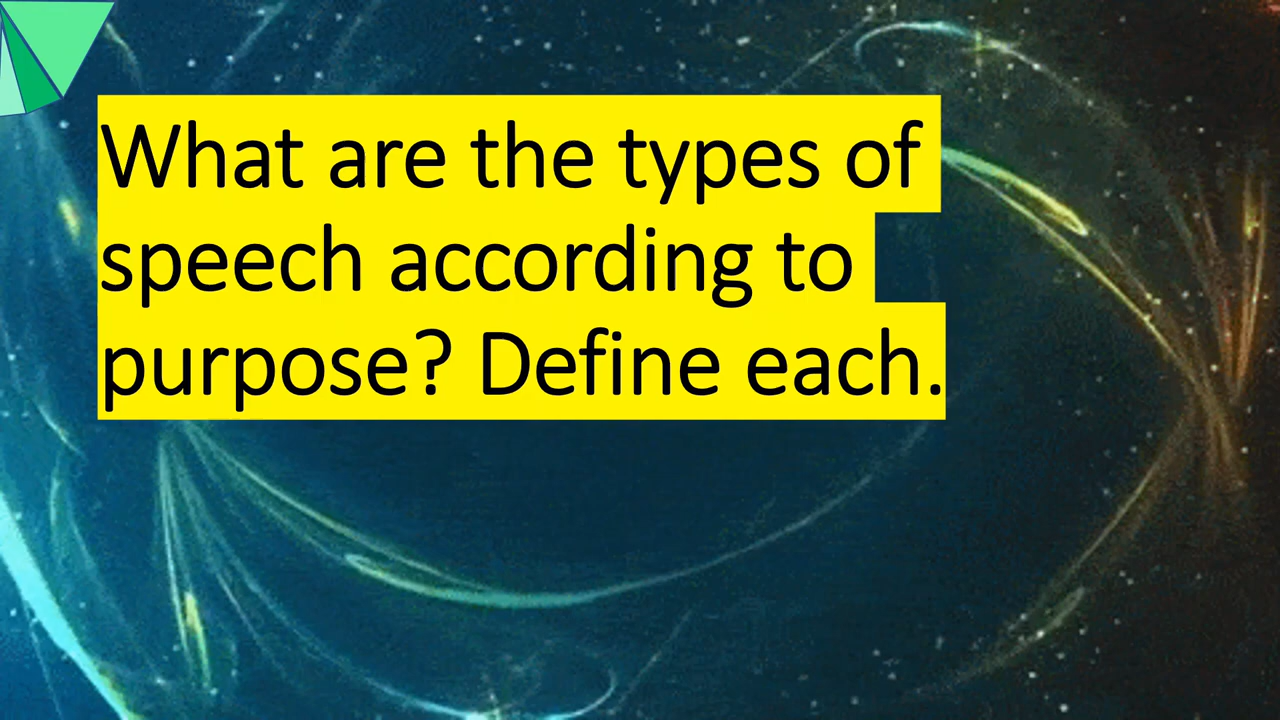 What are the types of
speech according to
purpose? Define each.